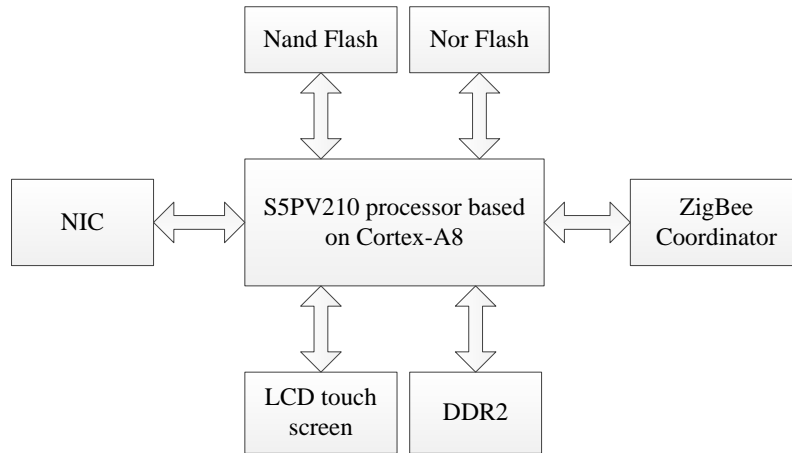 Nand Flash
Nor Flash
NIC
S5PV210 processor based
on Cortex-A8
ZigBee
Coordinator
LCD touch
screen
DDR2